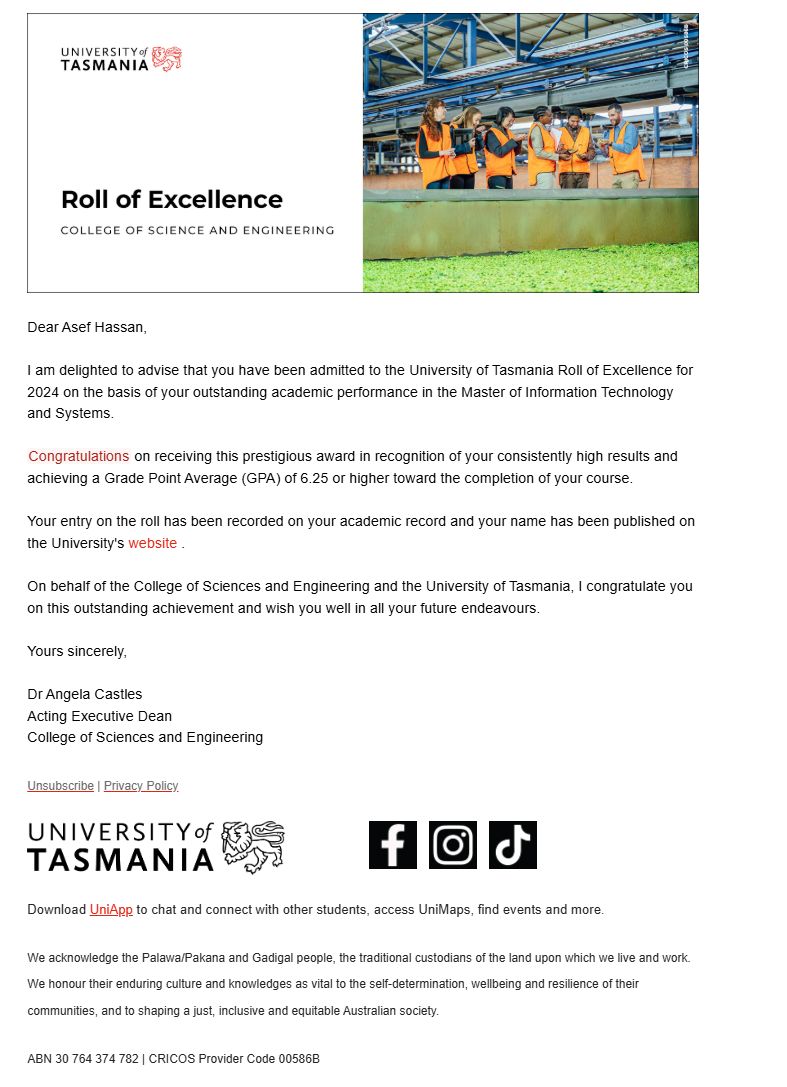 UNIVERSITY of
TASMANIA
Roll of Excellence
COLLEGE OF SCIENCE AND ENGINEERING
Dear Asef Hassan,
I am delighted to advise that you have been admitted to the University of Tasmania Roll of Excellence for
2024 on the basis of your outstanding academic performance in the Master of Information Technology
and Systems.
Congratulations on receiving this prestigious award in recognition of your consistently high results and
achieving a Grade Point Average (GPA) of 6.25 or higher toward the completion of your course.
Your entry on the roll has been recorded on your academic record and your name has been published on
the University's website .
On behalf of the College of Sciences and Engineering and the University of Tasmania, I congratulate you
on this outstanding achievement and wish you well in all your future endeavours.
Yours sincerely,
Dr Angela Castles
Acting Executive Dean
College of Sciences and Engineering
Unsubscribe | Privacy Policy
UNIVERSITY of
TASMANIA
Download UniApp to chat and connect with other students, access UniMaps, find events and more.
We acknowledge the Palawa/Pakana and Gadigal people, the traditional custodians of the land upon which we live and work.
We honour their enduring culture and knowledges as vital to the self-determination, wellbeing and resilience of their
communities, and to shaping a just, inclusive and equitable Australian society.
ABN 30 764 374 782 | CRICOS Provider Code 00586B